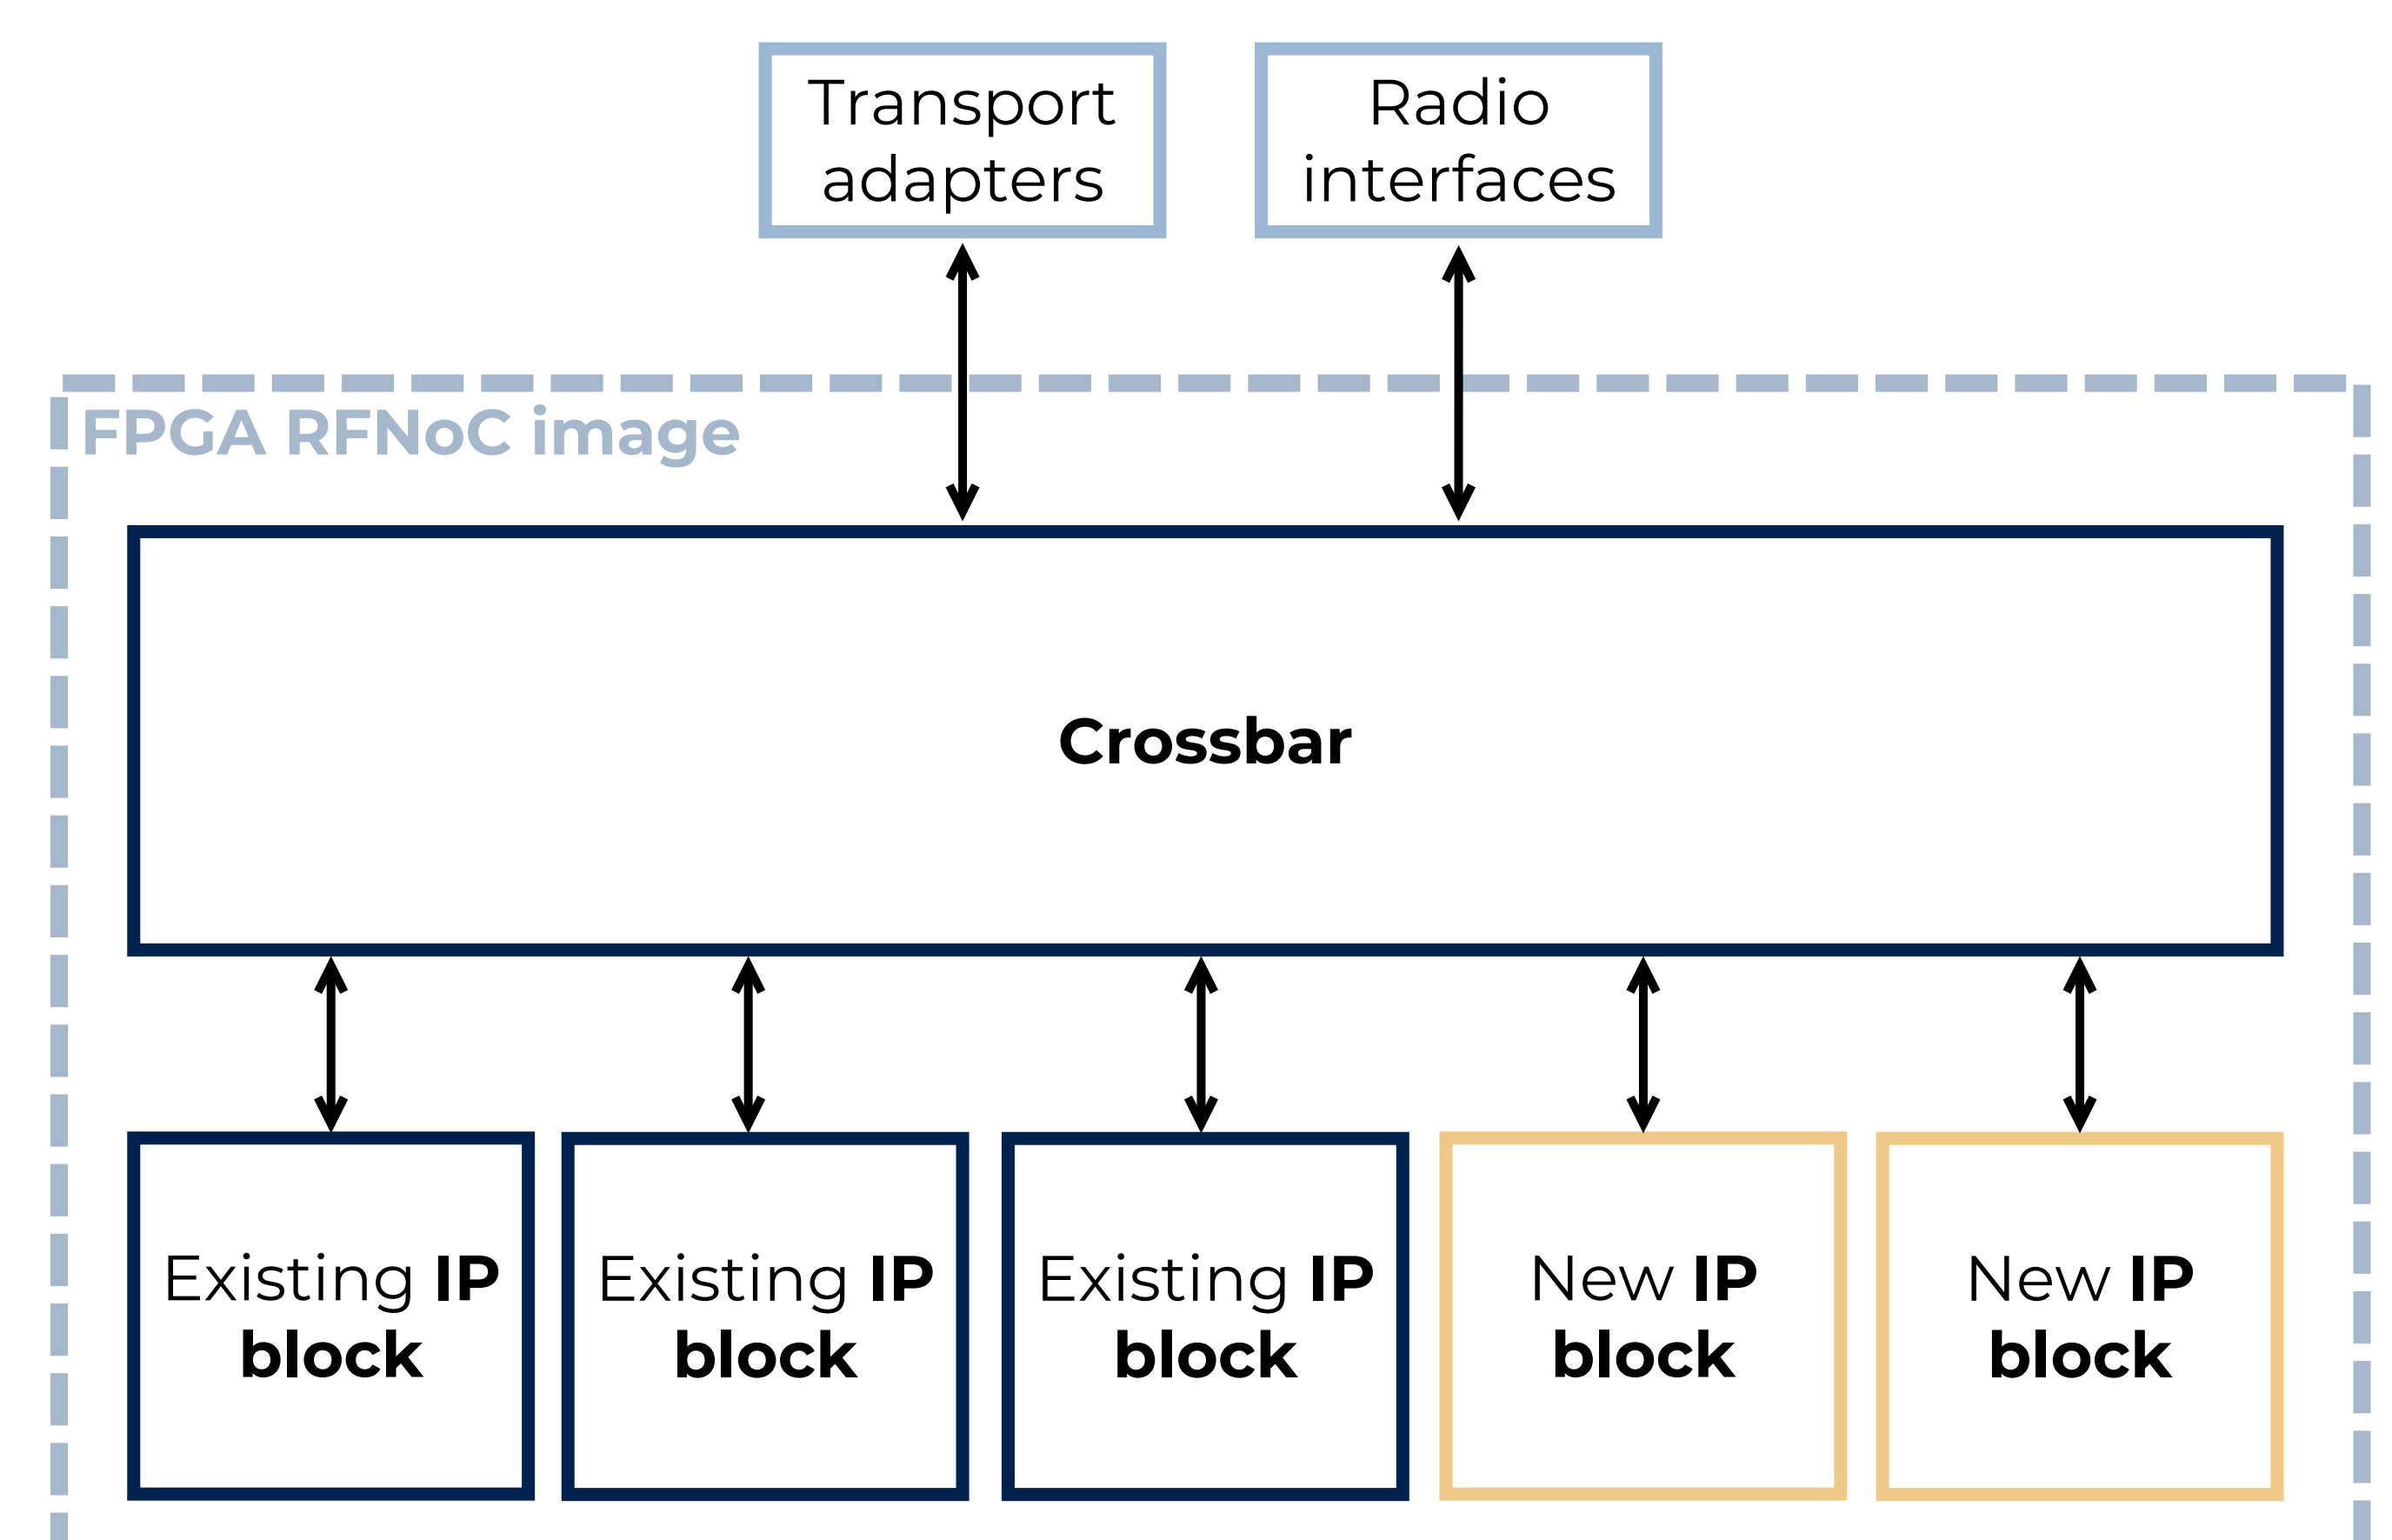 Transport
adapters
Radio
interfaces
FPGA RFNoC image
Crossbar
Existing IP
block
Existing IP
block
Existing IP
block
New IP
block
New IP
block